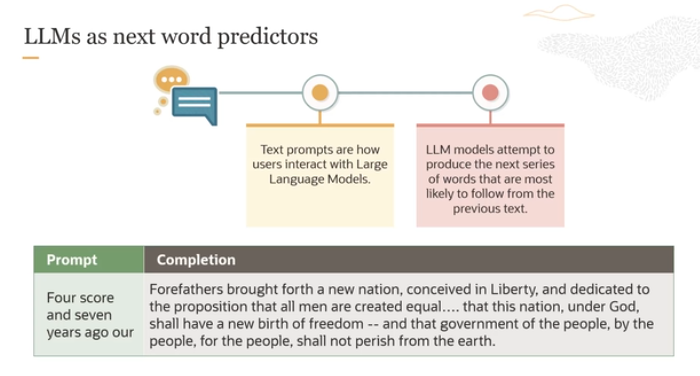 LLMs as next word predictors
Text prompts are how
users interact with Large
Language Models.
LLM models attempt to
produce the next series
of words that are most
likely to follow from the
previous text.
Prompt
Completion
Four score
and seven
years ago our
Forefathers brought forth a new nation, conceived in Liberty, and dedicated to
the proposition that all men are created equal.... that this nation, under God,
shall have a new birth of freedom -- and that government of the people, by the
people, for the people, shall not perish from the earth.